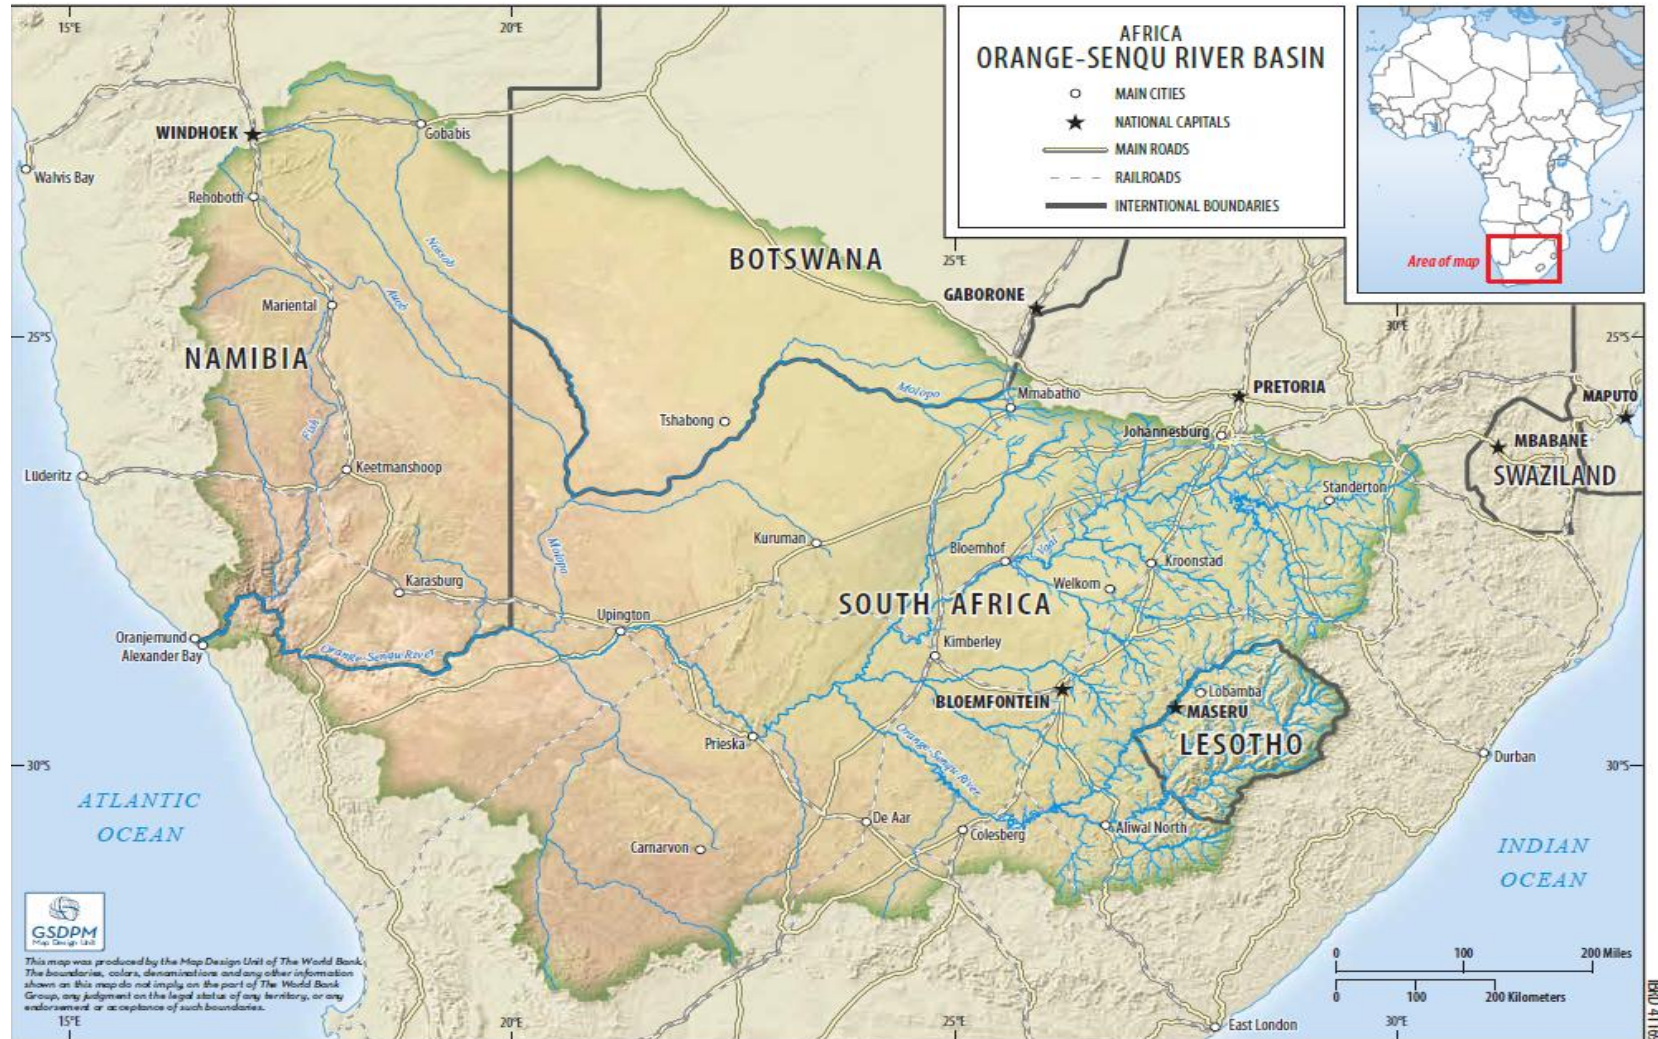 15°E
20°E
AFRICA
ORANGE-SENQU RIVER BASIN
MAIN CITIES
NATIONAL CAPITALS
MAIN ROADS
RAILROADS
INTERNTIONAL BOUNDARIES
Area of map
WINDHOEK
Gobabis
Walvis Bay
Rehoboth
Nossob
BOTSWANA
25°E
GABORONE
Auob
Mariental
30°E
25°S
25°S
NAMIBIA
Molopo
Mmabatho
PRETORIA
MAPUTO
Tshabong
Fish
Johannesburg
MBABANE
Lüderitz
Keetmanshoop
SWAZILAND
Standerton
Kuruman
Bloemhof
Vaal
Molopo
Kroonstad
Karasburg
Welkom
Upington
SOUTH AFRICA
Oranjemund
Alexander Bay
Orange-Senqu River
Kimberley
BLOEMFONTEIN
Lobamba
MASERU
Prieska
Orange-Senqu River
LESOTHO
Durban
30°S
30°S
ATLANTIC
OCEAN
De Aar
Colesberg
Aliwal North
Carnarvon
INDIAN
OCEAN
GSDPM
Map Design Unit
This map was produced by the Map Design Unit of The World Bank.
The boundaries, colors, denominations and any other information
shown on this map do not imply, on the part of The World Bank
Group, any judgment on the legal status of any territory, or any
endorsement or acceptance of such boundaries.
0 100 200 Miles
0 100 200 Kilometers
15°E
20°E
25°E
30°E
East London